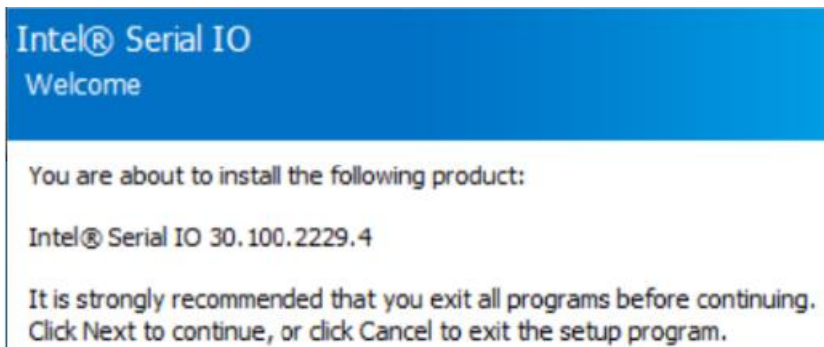 Intel® Serial IO
Welcome
You are about to install the following product:
Intel® Serial IO 30.100.2229.4
It is strongly recommended that you exit all programs before continuing.
Click Next to continue, or click Cancel to exit the setup program.